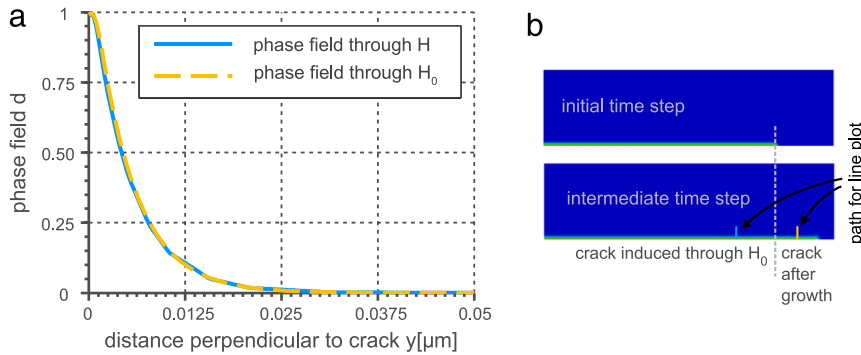 a
1
0.75
0.50
0.25
0
phase field d
phase field through H
phase field through H0
0
0.0125
0.025
0.0375
0.05
distance perpendicular to crack y[μm]
b
initial time step
intermediate time step
path for line plot
crack induced through H0
crack
after
growth